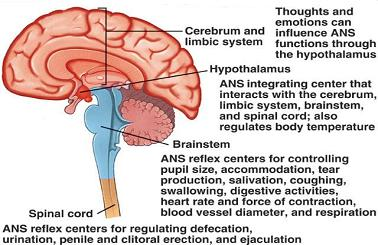 Thoughts and
emotions can
influence ANS
functions through
the hypothalamus
Cerebrum and
limbic system
Hypothalamus
ANS integrating center that
interacts with the cerebrum,
limbic system, brainstem,
and spinal cord; also
regulates body temperature
Brainstem
ANS reflex centers for controlling
pupil size, accommodation, tear
production, salivation, coughing,
swallowing, digestive activities,
heart rate and force of contraction,
blood vessel diameter, and respiration
Spinal cord
ANS reflex centers for regulating defecation,
urination, penile and clitoral erection, and ejaculation